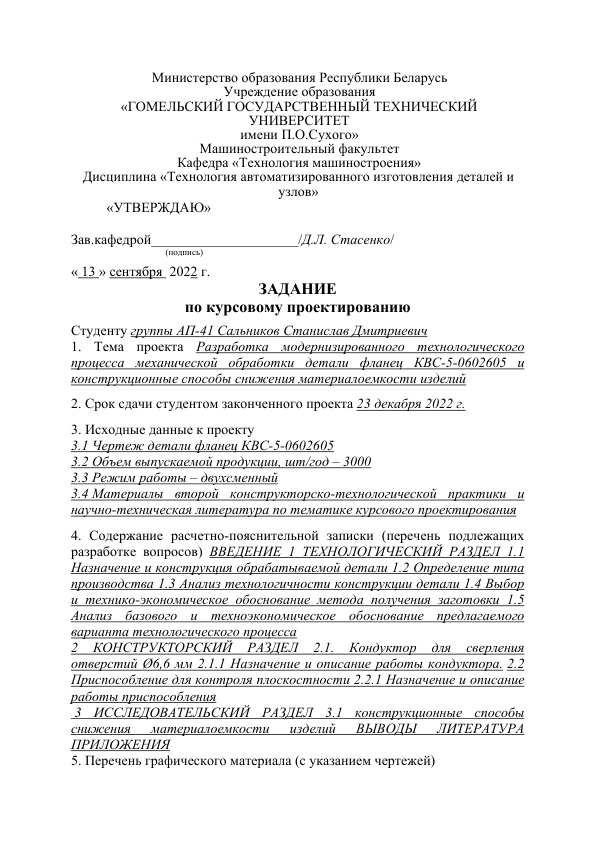 Министерство образования Республики Беларусь
Учреждение образования
«ГОМЕЛЬСКИЙ ГОСУДАРСТВЕННЫЙ ТЕХНИЧЕСКИЙ
УНИВЕРСИТЕТ
имени П.О.Сухого»
Машиностроительный факультет
Кафедра «Технология машиностроения»
Дисциплина «Технология автоматизированного изготовления деталей и
узлов»
«УТВЕРЖДАЮ»
Зав.кафедрой_____________________/Д.Л. Стасенко/
(подпись)
« 13 » сентября 2022 г.
ЗАДАНИЕ
по курсовому проектированию
Студенту группы АП-41 Сальников Станислав Дмитриевич
1. Тема проекта Разработка модернизированного технологического
процесса механической обработки детали фланец КВС-5-0602605 и
конструкционные способы снижения материалоемкости изделий
2. Срок сдачи студентом законченного проекта 23 декабря 2022 г.
3. Исходные данные к проекту
3.1 Чертеж детали фланец КВС-5-0602605
3.2 Объем выпускаемой продукции, шт/год – 3000
3.3 Режим работы – двухсменный
3.4 Материалы второй конструкторско-технологической практики и
научно-техническая литература по тематике курсового проектирования
4. Содержание расчетно-пояснительной записки (перечень подлежащих
разработке вопросов) ВВЕДЕНИЕ 1 ТЕХНОЛОГИЧЕСКИЙ РАЗДЕЛ 1.1
Назначение и конструкция обрабатываемой детали 1.2 Определение типа
производства 1.3 Анализ технологичности конструкции детали 1.4 Выбор
и технико-экономическое обоснование метода получения заготовки 1.5
Анализ базового и техноэкономическое обоснование предлагаемого
варианта технологического процесса
2 КОНСТРУКТОРСКИЙ РАЗДЕЛ 2.1. Кондуктор для сверления
отверстий Ø6,6 мм 2.1.1 Назначение и описание работы кондуктора. 2.2
Приспособление для контроля плоскостности 2.2.1 Назначение и описание
работы приспособления
3 ИССЛЕДОВАТЕЛЬСКИЙ РАЗДЕЛ 3.1 конструкционные способы
снижения материалоемкости изделий ВЫВОДЫ ЛИТЕРАТУРА
ПРИЛОЖЕНИЯ
5. Перечень графического материала (с указанием чертежей)